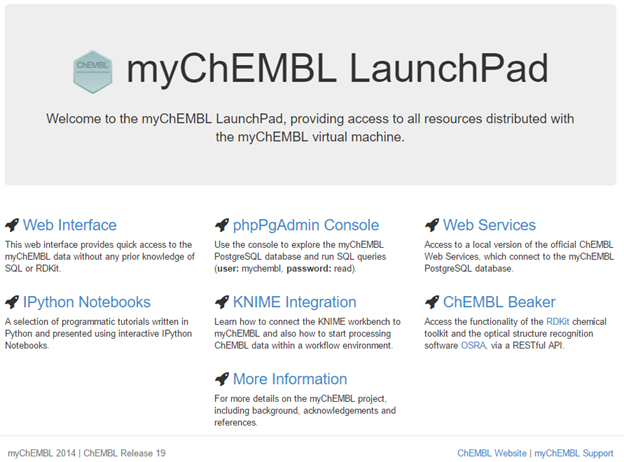 ChEMBL
myChEMBL LaunchPad
Welcome to the myChEMBL LaunchPad, providing access to all resources distributed with
the myChEMBL virtual machine.
Web Interface
This web interface provides quick access to the
myChEMBL data without any prior knowledge of
SQL or RDKit.
phpPgAdmin Console
Use the console to explore the myChEMBL
PostgreSQL database and run SQL queries
(user: mychembl, password: read).
Web Services
Access to a local version of the official ChEMBL
Web Services, which connect to the myChEMBL
PostgreSQL database.
IPython Notebooks
A selection of programmatic tutorials written in
Python and presented using interactive IPython
Notebooks.
KNIME Integration
Learn how to connect the KNIME workbench to
myChEMBL and also how to start processing
ChEMBL data within a workflow environment.
ChEMBL Beaker
Access the functionality of the RDKit chemical
toolkit and the optical structure recognition
software OSRA, via a RESTful API.
More Information
For more details on the myChEMBL project,
including background, acknowledgements and
references.
myChEMBL 2014 | ChEMBL Release 19
ChEMBL Website | myChEMBL Support